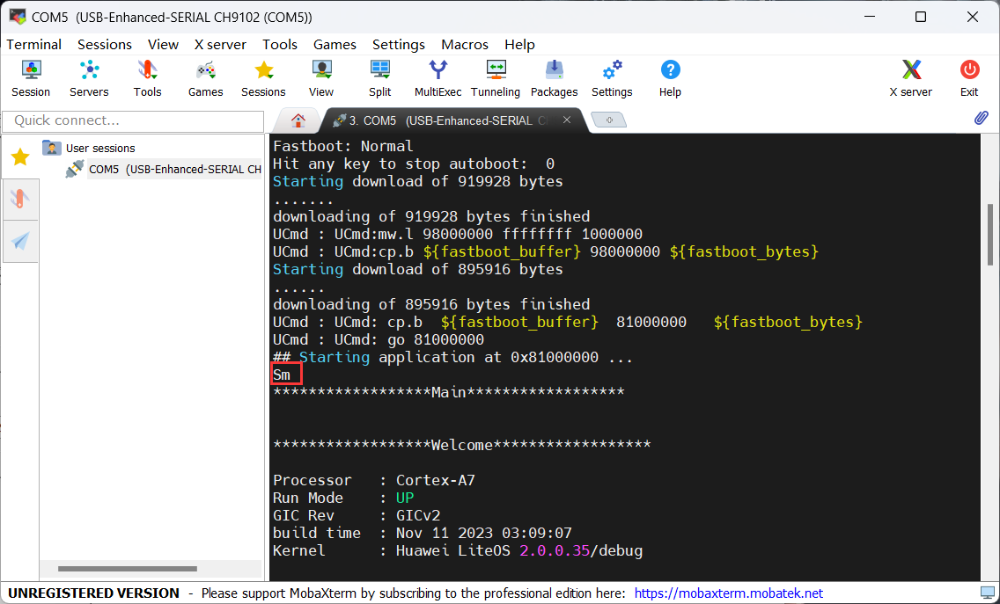 COM5 (USB-Enhanced-SERIAL CH9102 (COM5))
Terminal Sessions View X server Tools Games Settings Macros Help
Session Servers Tools Games Sessions View Split MultiExec Tunneling Packages Settings Help X server Exit
Quick connect...
3. COM5 (USB-Enhanced-SERIAL
User sessions
COM5 (USB-Enhanced-SERIAL CH
Fastboot: Normal
Hit any key to stop autoboot: 0
Starting download of 919928 bytes
.......
downloading of 919928 bytes finished
UCmd : UCmd:mw.l 98000000 ffffffff 1000000
UCmd : UCmd:cp.b ${fastboot_buffer} 98000000 ${fastboot_bytes}
Starting download of 895916 bytes
......
downloading of 895916 bytes finished
UCmd : UCmd: cp.b ${fastboot_buffer} 81000000 ${fastboot_bytes}
UCmd : UCmd: go 81000000
## Starting application at 0x81000000 ...
Sm
******************Main******************
******************Welcome******************
Processor : Cortex-A7
Run Mode : UP
GIC Rev : GICv2
build time : Nov 11 2023 03:09:07
Kernel : Huawei LiteOS 2.0.0.35/debug
UNREGISTERED VERSION - Please support MobaXterm by subscribing to the professional edition here: https://mobaxterm.mobatek.net